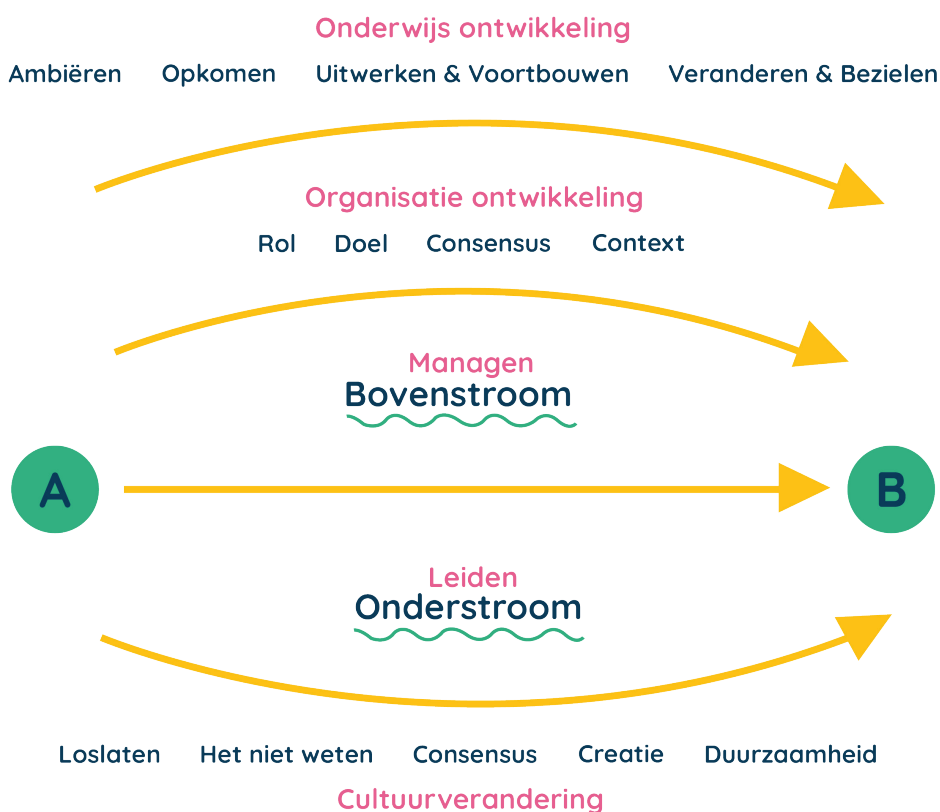 Onderwijs ontwikkeling
Ambiëren Opkomen Uitwerken & Voortbouwen Veranderen & Bezielen
Organisatie ontwikkeling
Rol Doel Consensus Context
Managen
Bovenstroom
A B
Leiden
Onderstroom
Loslaten Het niet weten Consensus Creatie Duurzaamheid
Cultuurverandering